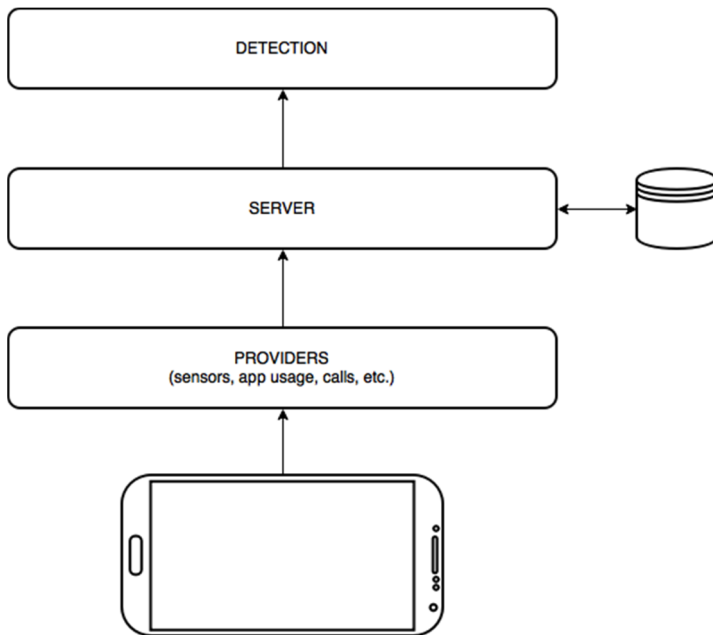 DETECTION
SERVER
PROVIDERS
(sensors, app usage, calls, etc.)